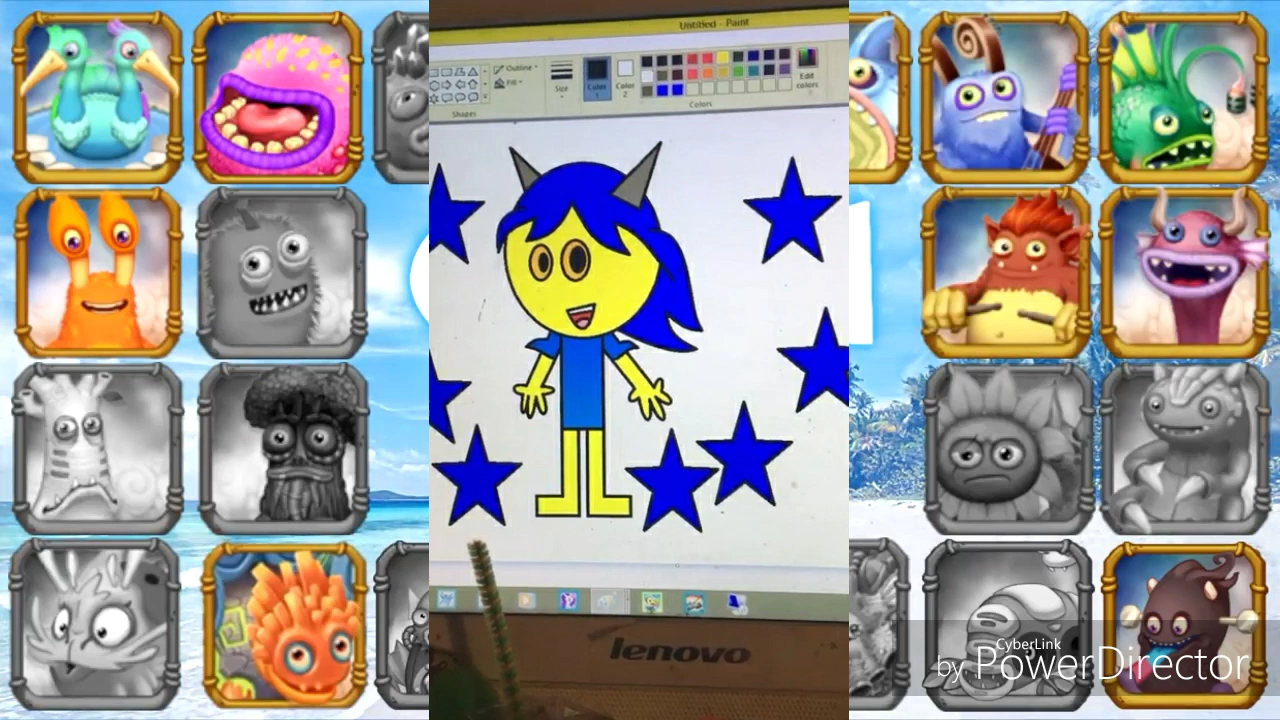 Untitled - Paint
Outline
Fill
Shapes
Size
Color 1
Color 2
Edit colors
Colors
lenovo
CyberLink
by PowerDirector